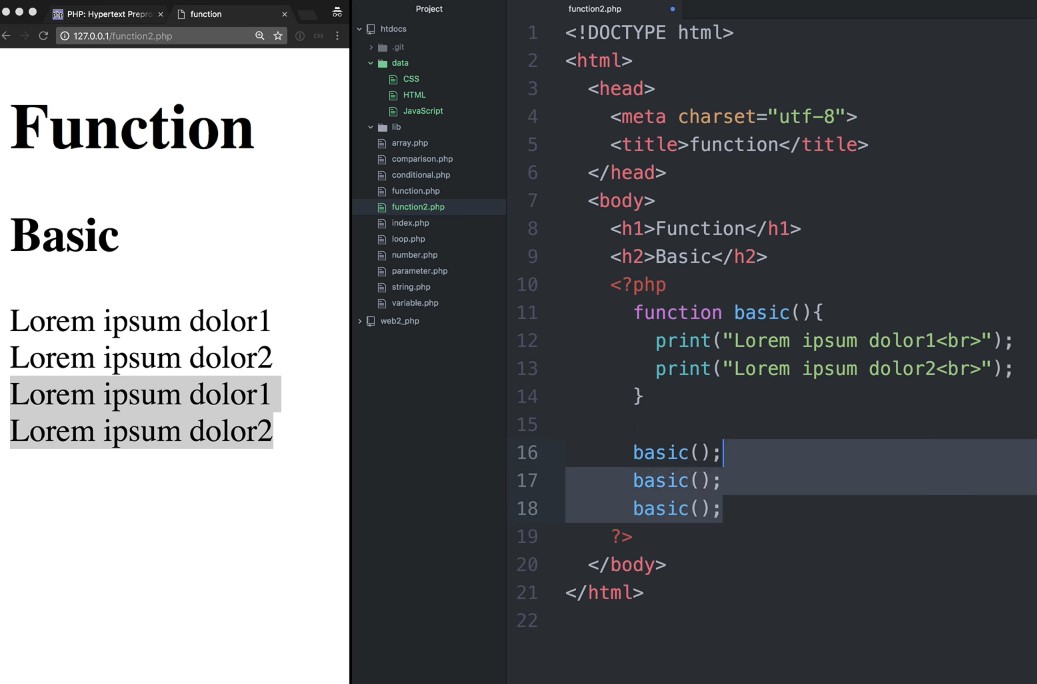 PHP: Hypertext Prepro
function
127.0.0.1/function2.php
Function
Basic
Lorem ipsum dolor1
Lorem ipsum dolor2
Lorem ipsum dolor1
Lorem ipsum dolor2
Project
htdocs
.git
data
CSS
HTML
JavaScript
lib
array.php
comparison.php
conditional.php
function.php
function2.php
index.php
loop.php
number.php
parameter.php
string.php
variable.php
web2_php
function2.php
1 <!DOCTYPE html>
2 <html>
3 <head>
4 <meta charset="utf-8">
5 <title>function</title>
6 </head>
7 <body>
8 <h1>Function</h1>
9 <h2>Basic</h2>
10 <?php
11 function basic(){
12 print("Lorem ipsum dolor1<br>");
13 print("Lorem ipsum dolor2<br>");
14 }
15
16 basic();
17 basic();
18 basic();
19 ?>
20 </body>
21 </html>
22